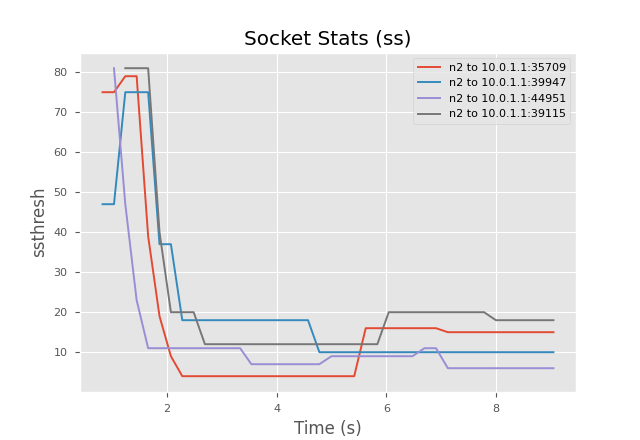 Socket Stats (ss)
n2 to 10.0.1.1:35709
n2 to 10.0.1.1:39947
n2 to 10.0.1.1:44951
n2 to 10.0.1.1:39115
80
70
60
50
40
30
20
10
ssthresh
2 4 6 8
Time (s)